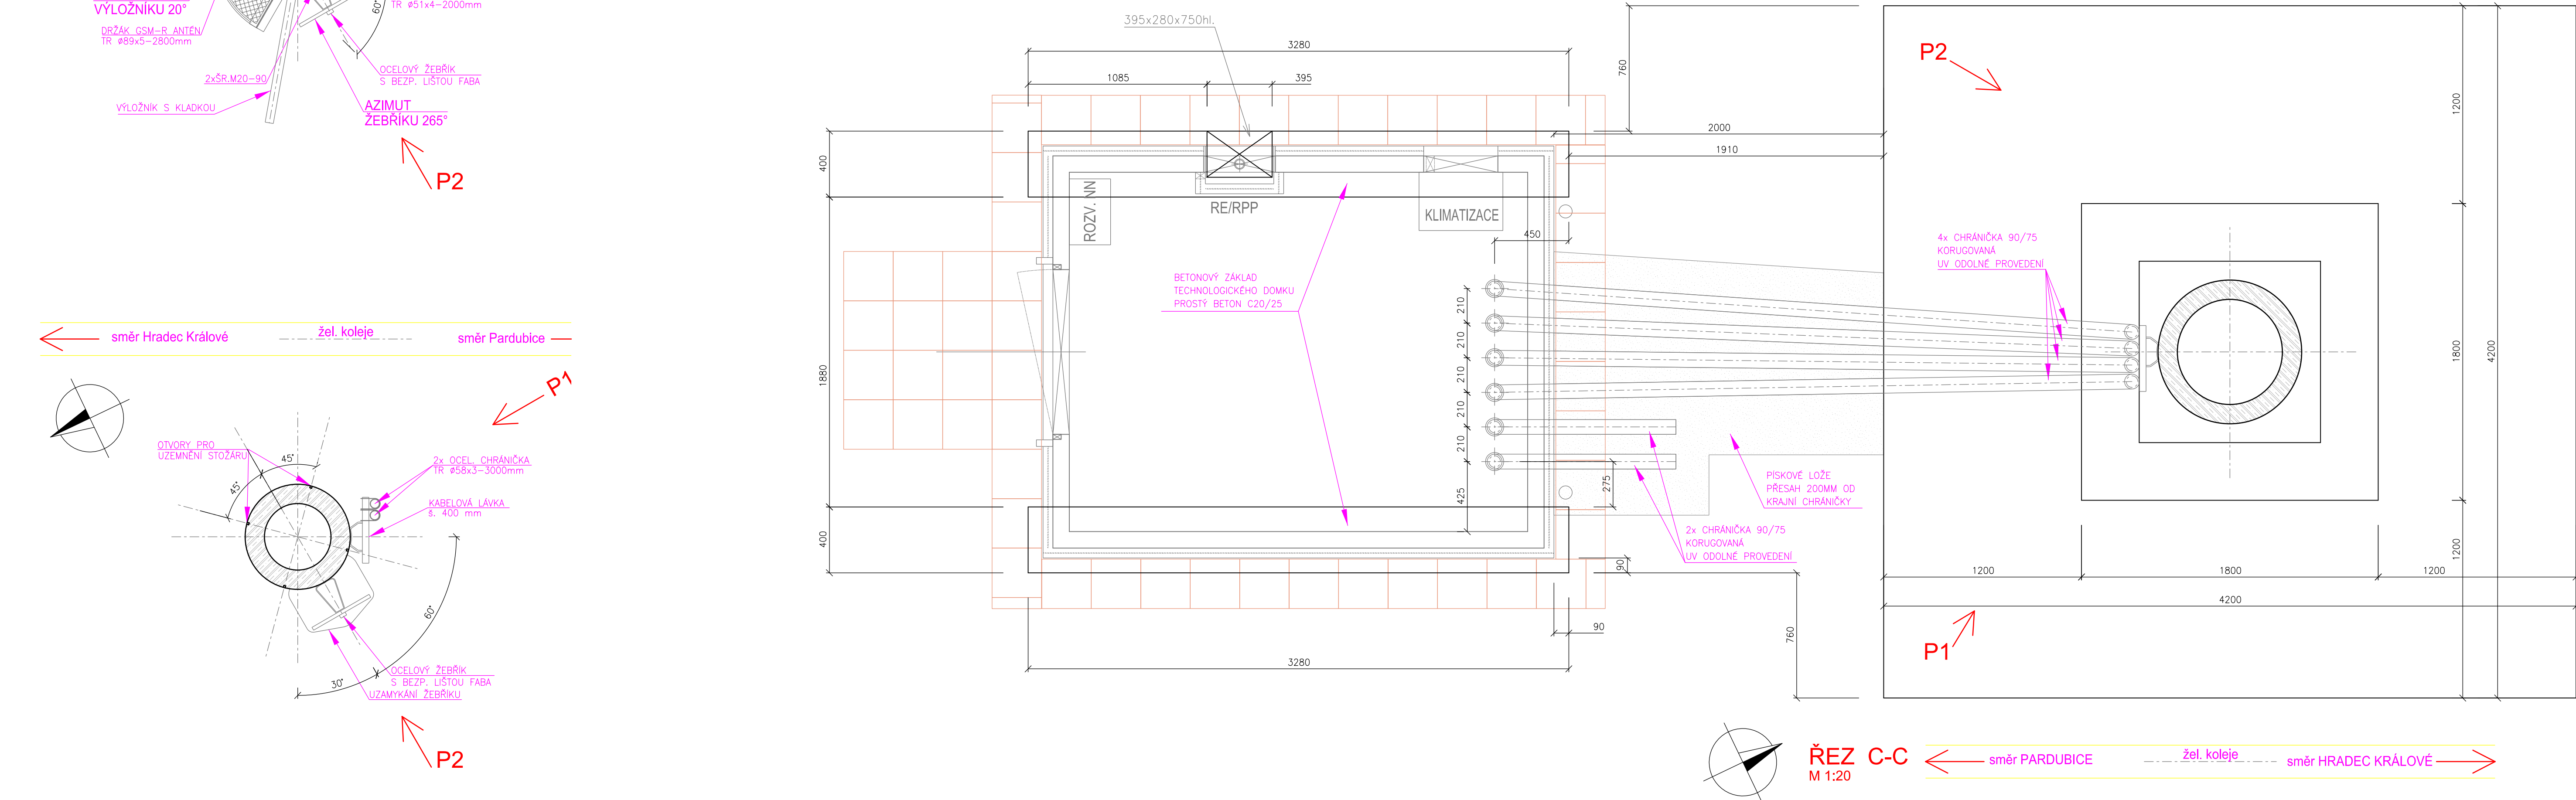 VÝLOŽNÍKU 20°
DRŽÁK GSM-R ANTÉN
TR ø89x5-2800mm
2xŠR.M20-90
VÝLOŽNÍK S KLADKOU
60°
TR ø51x4-2000mm
OCELOVÝ ŽEBŘÍK
S BEZP. LIŠTOU FABA
AZIMUT
ŽEBŘÍKU 265°
P2
směr Hradec Králové
žel. koleje
směr Pardubice
P1
OTVORY PRO
UZEMNĚNÍ STOŽÁRU
45°
45°
2x OCEL. CHRÁNIČKA
TR ø58x3-3000mm
KABELOVÁ LÁVKA
š. 400 mm
60°
30°
OCELOVÝ ŽEBŘÍK
S BEZP. LIŠTOU FABA
UZAMYKÁNÍ ŽEBŘÍKU
P2
395x280x750hl.
3280
1085
395
760
2000
1910
400
1880
400
ROZV. NN
RE/RPP
KLIMATIZACE
450
BETONOVÝ ZÁKLAD
TECHNOLOGICKÉHO DOMKU
PROSTÝ BETON C20/25
210
210
210
210
210
425
275
90
90
3280
760
PÍSKOVÉ LOŽE
PŘESAH 200MM OD
KRAJNÍ CHRÁNIČKY
2x CHRÁNIČKA 90/75
KORUGOVANÁ
UV ODOLNÉ PROVEDENÍ
P2
4x CHRÁNIČKA 90/75
KORUGOVANÁ
UV ODOLNÉ PROVEDENÍ
1200
1800
4200
1200
1200
1800
1200
4200
P1
ŘEZ C-C
M 1:20
směr PARDUBICE
žel. koleje
směr HRADEC KRÁLOVÉ